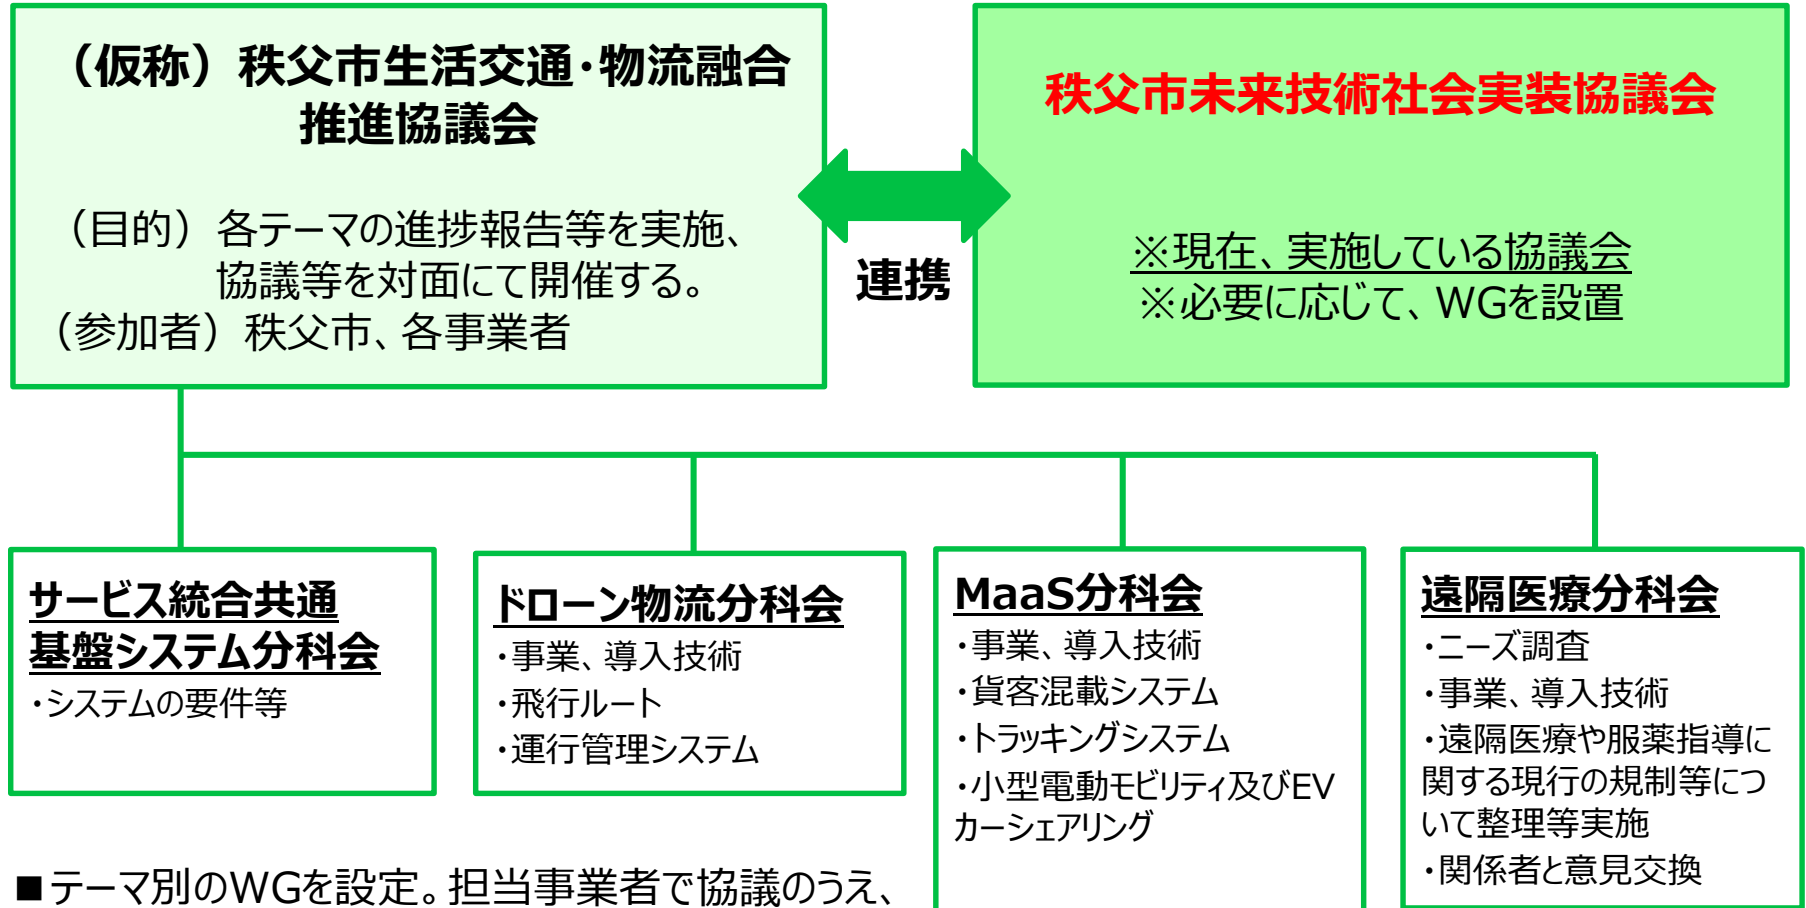 （仮称）秩父市生活交通・物流融合
推進協議会
（目的）各テーマの進捗報告等を実施、
協議等を対面にて開催する。
（参加者）秩父市、各事業者
連携
秩父市未来技術社会実装協議会
※現在、実施している協議会
※必要に応じて、WGを設置
サービス統合共通
基盤システム分科会
・システムの要件等
ドローン物流分科会
・事業、導入技術
・飛行ルート
・運行管理システム
MaaS分科会
・事業、導入技術
・貨客混載システム
・トラッキングシステム
・小型電動モビリティ及びEV
カーシェアリング
遠隔医療分科会
・ニーズ調査
・事業、導入技術
・遠隔医療や服薬指導に
関する現行の規制等につ
いて整理等実施
・関係者と意見交換
■テーマ別のWGを設定。担当事業者で協議のうえ、